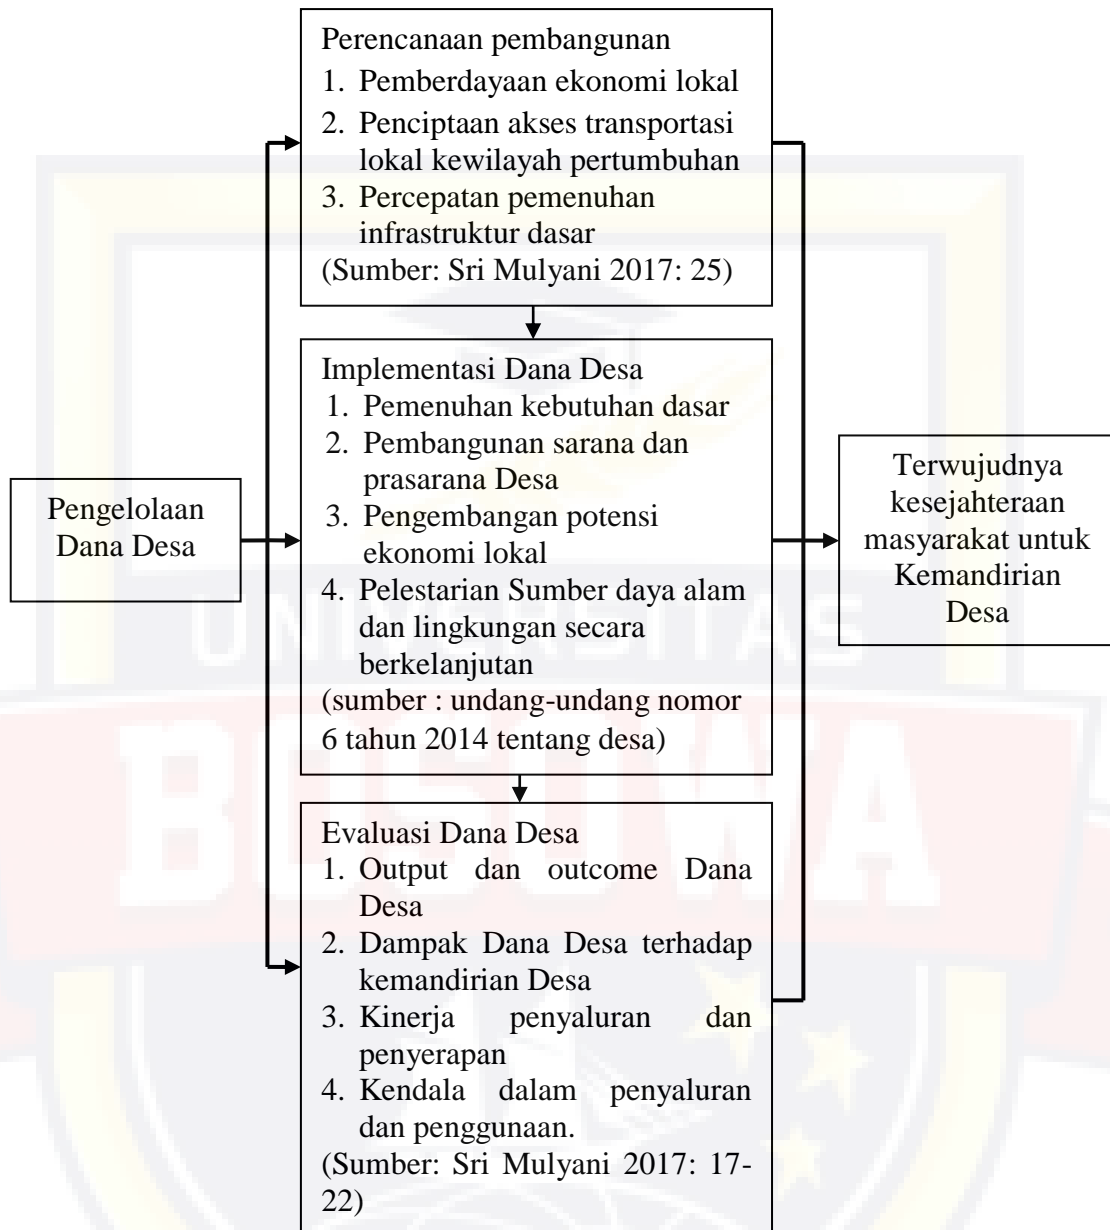 Perencanaan pembangunan
1. Pemberdayaan ekonomi lokal
2. Penciptaan akses transportasi
lokal kewilayah pertumbuhan
3. Percepatan pemenuhan
infrastruktur dasar
(Sumber: Sri Mulyani 2017: 25)
Pengelolaan
Dana Desa
Implementasi Dana Desa
1. Pemenuhan kebutuhan dasar
2. Pembangunan sarana dan
prasarana Desa
3. Pengembangan potensi
ekonomi lokal
4. Pelestarian Sumber daya alam
dan lingkungan secara
berkelanjutan
(sumber : undang-undang nomor
6 tahun 2014 tentang desa)
Terwujudnya
kesejahteraan
masyarakat untuk
Kemandirian
Desa
Evaluasi Dana Desa
1. Output dan outcome Dana
Desa
2. Dampak Dana Desa terhadap
kemandirian Desa
3. Kinerja penyaluran dan
penyerapan
4. Kendala dalam penyaluran
dan penggunaan.
(Sumber: Sri Mulyani 2017: 17-
22)
UNIVERSITAS
BOSOWA